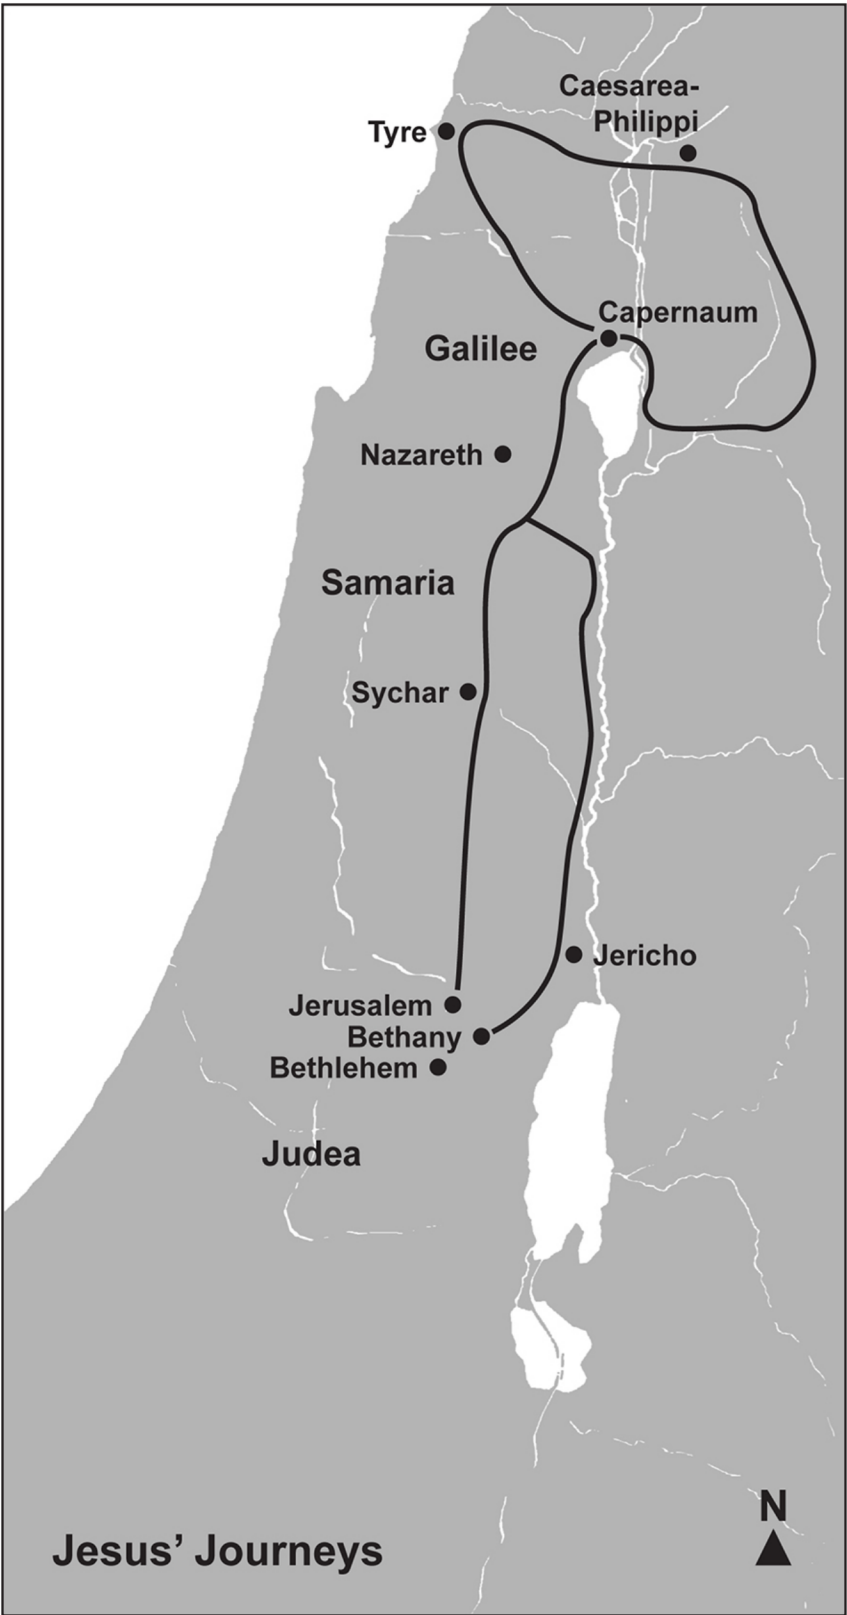 Caesarea-
Philippi
Tyre
Capernaum
Galilee
Nazareth
Samaria
Sychar
Jericho
Jerusalem
Bethany
Bethlehem
Judea
N
Jesus’ Journeys